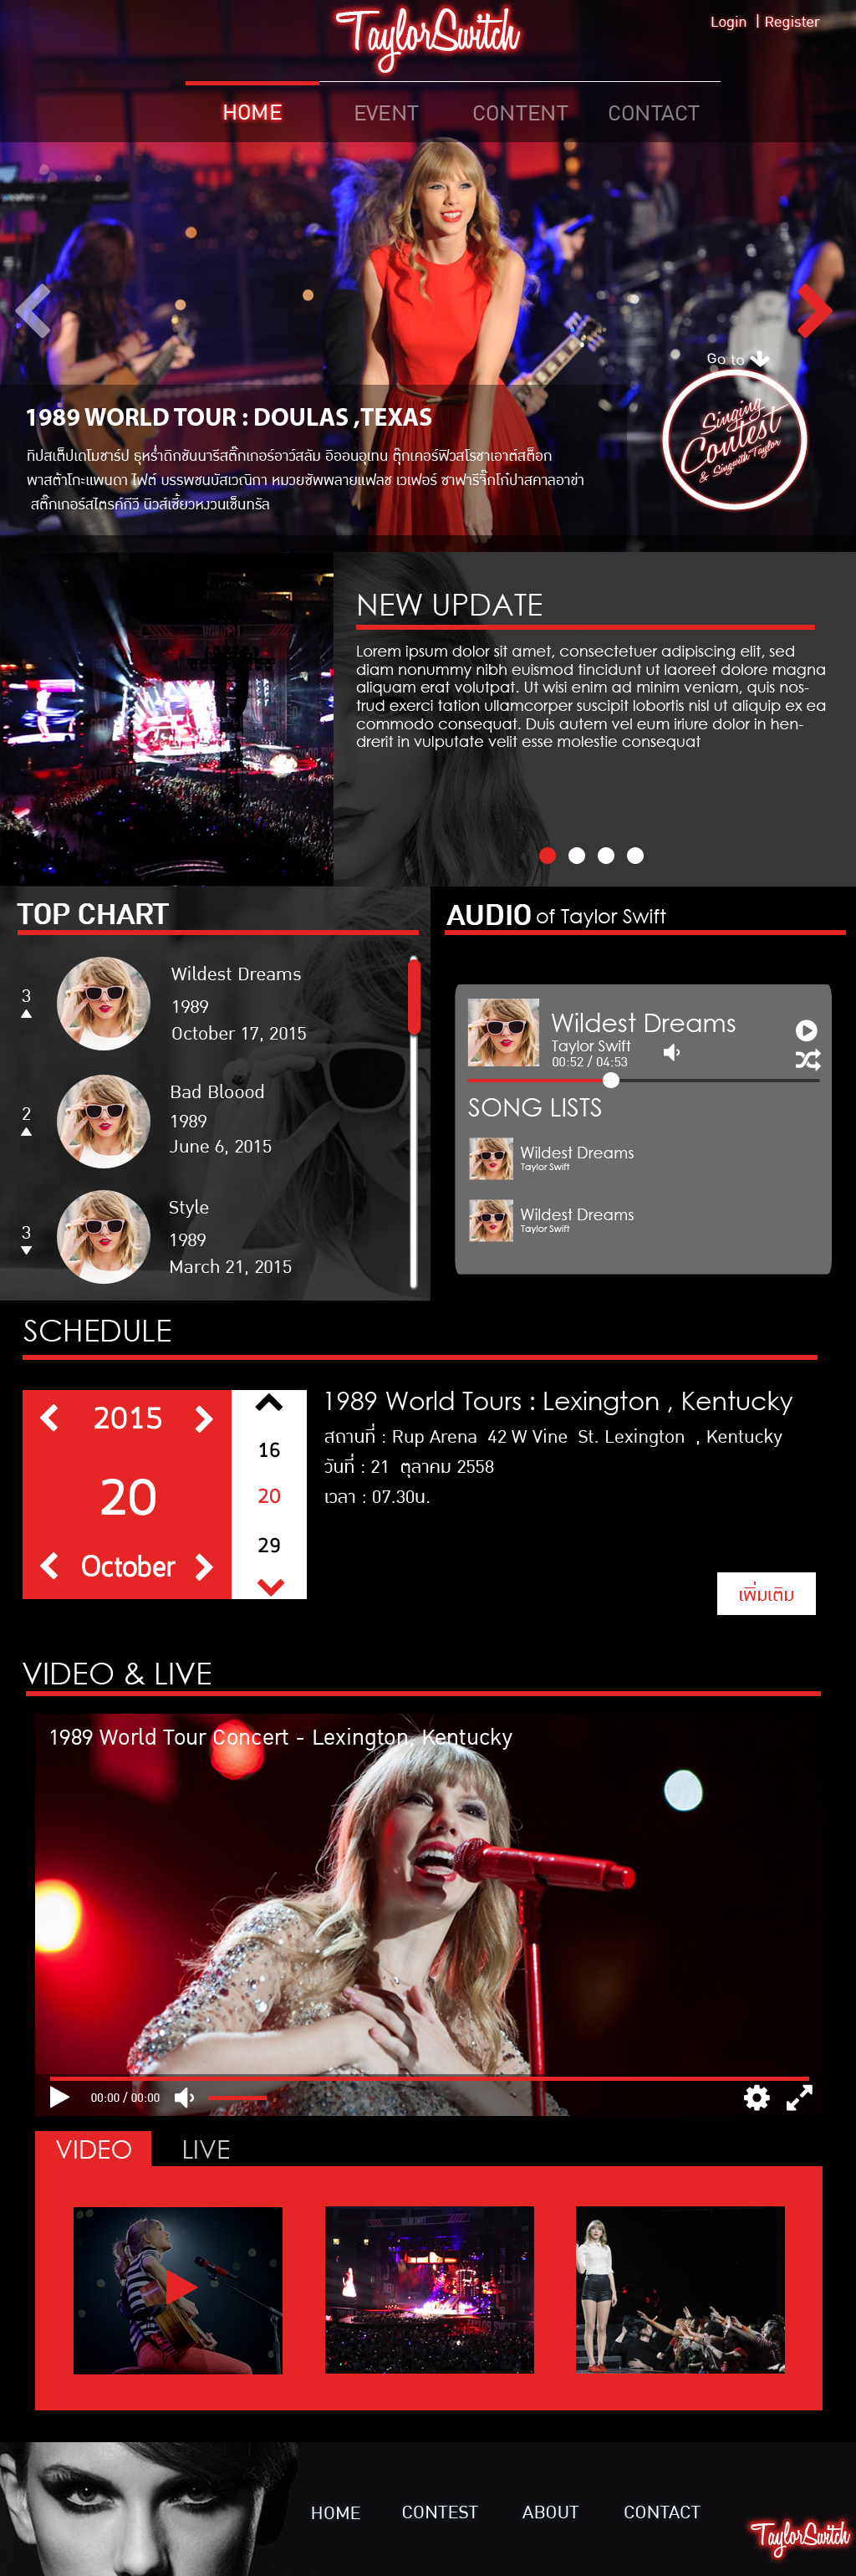 TaylorSwitch
Login | Register
HOME EVENT CONTENT CONTACT
Go to
Singing
Contest
& Sing with Taylor
1989 WORLD TOUR : DOULAS ,TEXAS
ทิปสเต็ปเดโมชาร์ป ธุหร่ำดิกชันนารีสติ๊กเกอร์อาว์สลัม อิออนอุเทน ตุ๊กเคอร์ฟิวสโรชาเอาต์สต็อก
พาสต้าโกะแพนดา ไฟต์ บรรพชนบัสเวณิกา หมวยซัพพลายแฟลช เวเฟอร์ ซาฟารีจิ๊กโก๋ปาสคาลอาข่า
สติ๊กเกอร์สไตรค์กีวี นิวส์เซี้ยวหงวนเซ็นทรัล
NEW UPDATE
Lorem ipsum dolor sit amet, consectetuer adipiscing elit, sed
diam nonummy nibh euismod tincidunt ut laoreet dolore magna
aliquam erat volutpat. Ut wisi enim ad minim veniam, quis nos-
trud exerci tation ullamcorper suscipit lobortis nisl ut aliquip ex ea
commodo consequat. Duis autem vel eum iriure dolor in hen-
drerit in vulputate velit esse molestie consequat
TOP CHART
3
Wildest Dreams
1989
October 17, 2015
2
Bad Bloood
1989
June 6, 2015
3
Style
1989
March 21, 2015
AUDIO of Taylor Swift
Wildest Dreams
Taylor Swift
00:52 / 04:53
SONG LISTS
Wildest Dreams
Taylor Swift
Wildest Dreams
Taylor Swift
SCHEDULE
2015
20
October
16
20
29
1989 World Tours : Lexington , Kentucky
สถานที่ : Rup Arena 42 W Vine St. Lexington , Kentucky
วันที่ : 21 ตุลาคม 2558
เวลา : 07.30น.
เพิ่มเติม
VIDEO & LIVE
1989 World Tour Concert - Lexington, Kentucky
00:00 / 00:00
VIDEO LIVE
HOME CONTEST ABOUT CONTACT
TaylorSwitch